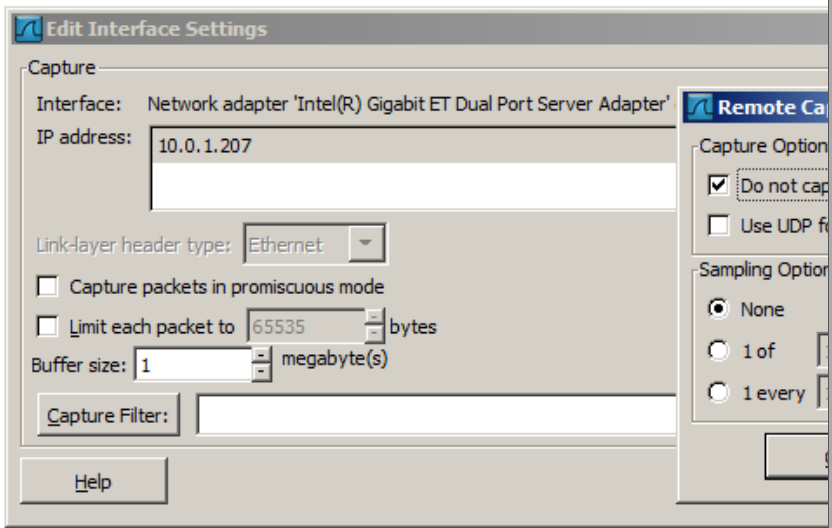 Edit Interface Settings
Capture
Interface: Network adapter 'Intel(R) Gigabit ET Dual Port Server Adapter'
IP address: 10.0.1.207
Link-layer header type: Ethernet
Capture packets in promiscuous mode
Limit each packet to 65535 bytes
Buffer size: 1 megabyte(s)
Capture Filter:
Help
Remote Ca
Capture Option
Do not cap
Use UDP fo
Sampling Option
None
1 of
1 every